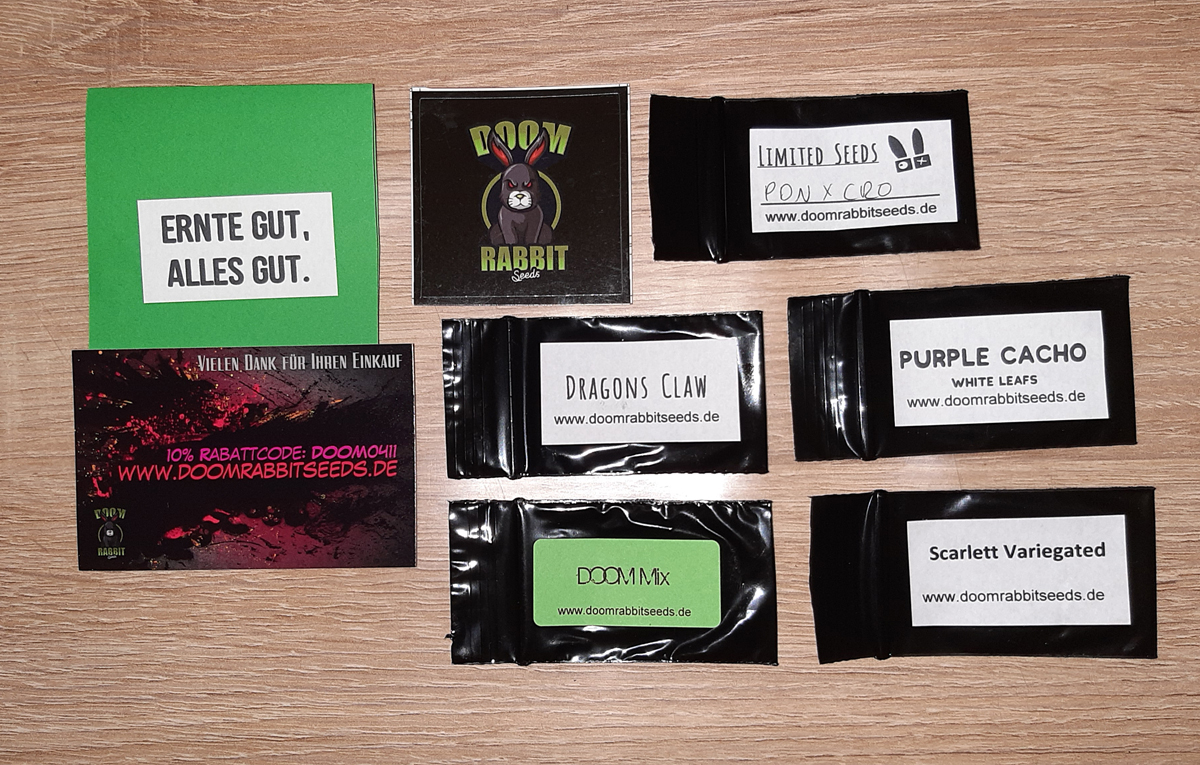 ERNTE GUT,
ALLES GUT.
DOOM
RABBIT
Seeds
LIMITED SEEDS
PON X CRO
www.doomrabbitseeds.de
VIELEN DANK FÜR IHREN EINKAUF
10% RABATTCODE: DOOM0411
WWW.DOOMRABBITSEEDS.DE
DOOM
RABBIT
DRAGONS CLAW
www.doomrabbitseeds.de
PURPLE CACHO
WHITE LEAFS
www.doomrabbitseeds.de
DOOM Mix
www.doomrabbitseeds.de
Scarlett Variegated
www.doomrabbitseeds.de